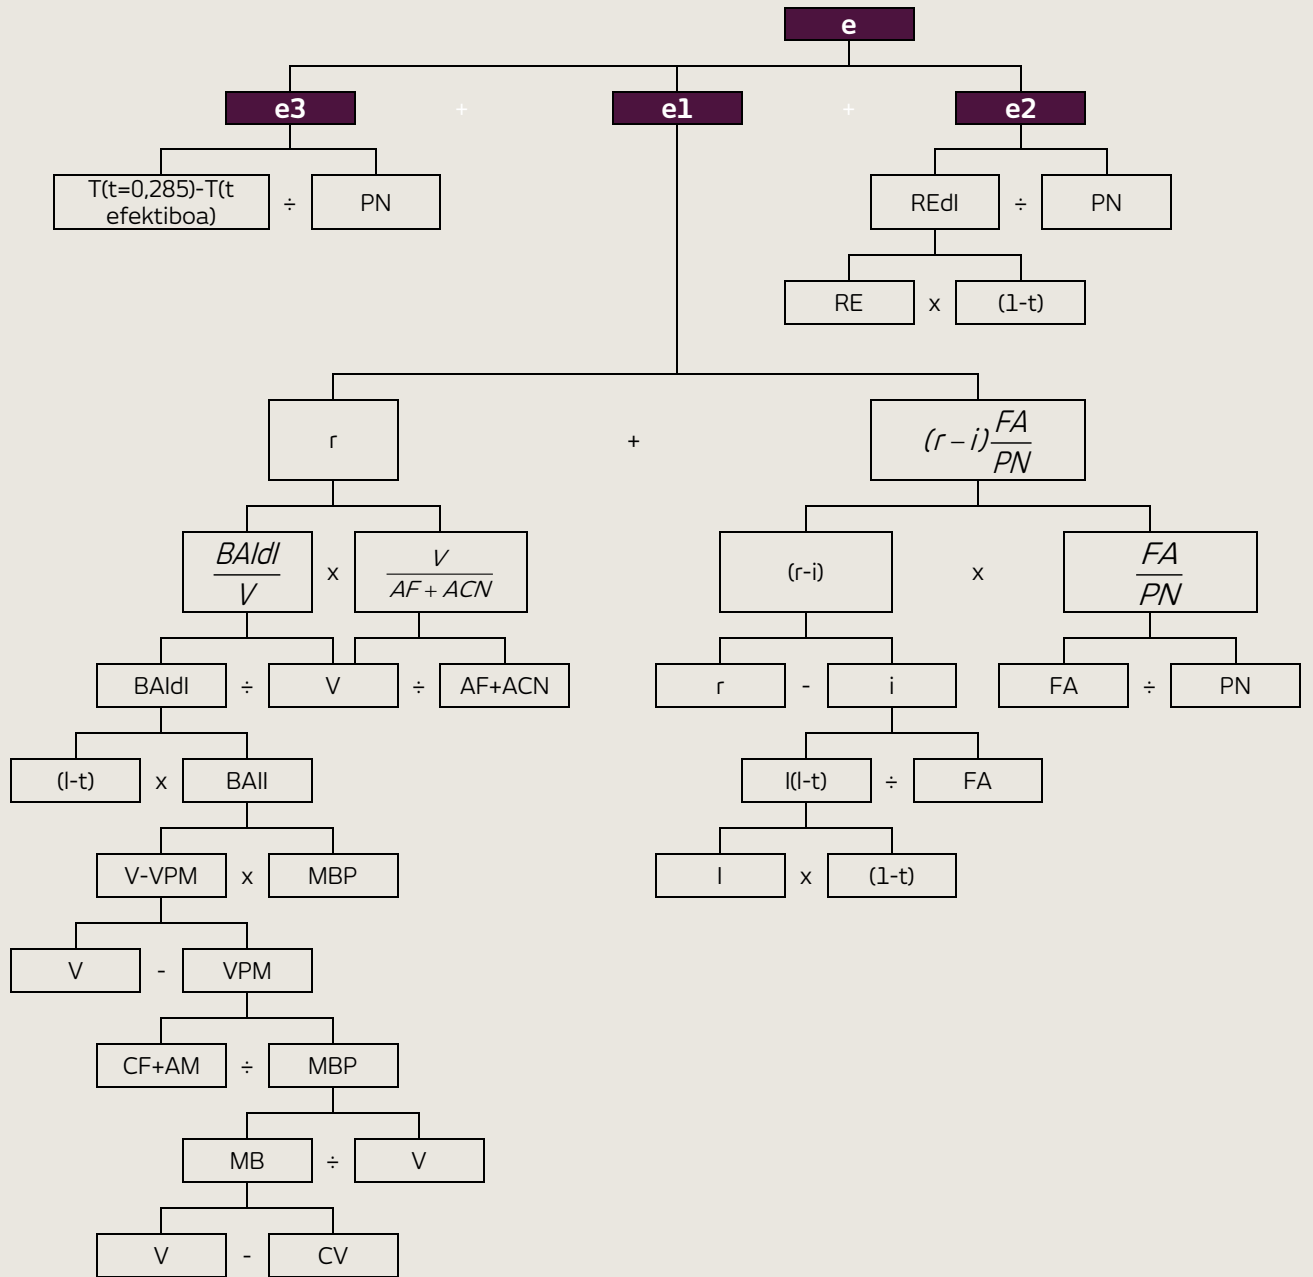 e
e3 + e1 + e2
T(t=0,285)-T(t
efektiboa) ÷ PN
REdI ÷ PN
RE x (1-t)
r + (r – i) FA/PN
BAIdI/V x V/(AF + ACN)
(r-i) x FA/PN
BAIdI ÷ V ÷ AF+ACN
r - i
FA ÷ PN
(l-t) x BAII
I(l-t) ÷ FA
V-VPM x MBP
I x (1-t)
V - VPM
CF+AM ÷ MBP
MB ÷ V
V - CV